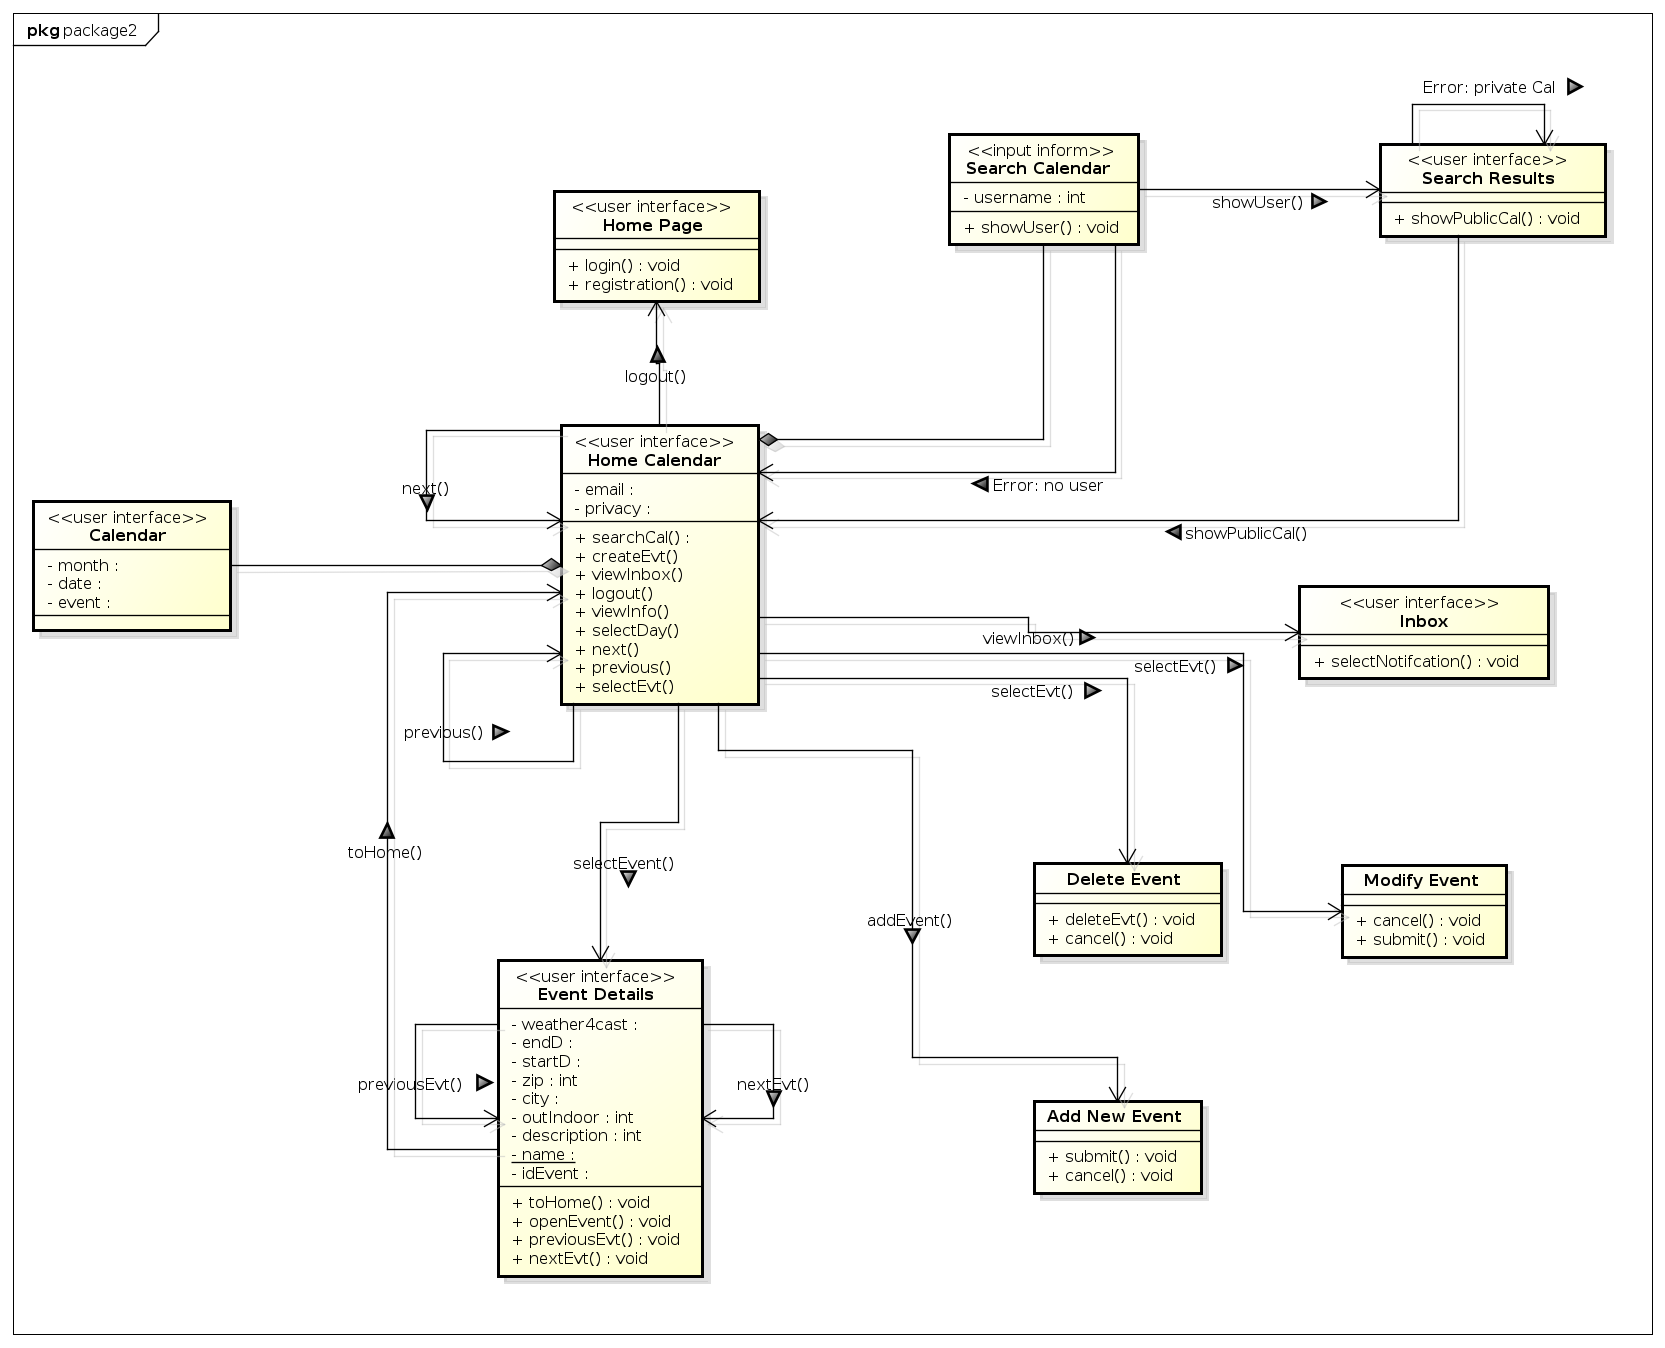 pkg package2
Error: private Cal
<<input inform>>
Search Calendar
- username : int
+ showUser() : void
showUser()
<<user interface>>
Search Results
+ showPublicCal() : void
<<user interface>>
Home Page
+ login() : void
+ registration() : void
logout()
<<user interface>>
Home Calendar
- email :
- privacy :
+ searchCal() :
+ createEvt()
+ viewInbox()
+ logout()
+ viewInfo()
+ selectDay()
+ next()
+ previous()
+ selectEvt()
next()
Error: no user
showPublicCal()
<<user interface>>
Calendar
- month :
- date :
- event :
<<user interface>>
Inbox
+ selectNotifcation() : void
viewInbox()
selectEvt()
selectEvt()
previous()
toHome()
selectEvent()
addEvent()
Delete Event
+ deleteEvt() : void
+ cancel() : void
Modify Event
+ cancel() : void
+ submit() : void
<<user interface>>
Event Details
- weather4cast :
- endD :
- startD :
- zip : int
- city :
- outIndoor : int
- description : int
- name :
- idEvent :
+ toHome() : void
+ openEvent() : void
+ previousEvt() : void
+ nextEvt() : void
previousEvt()
nextEvt()
Add New Event
+ submit() : void
+ cancel() : void